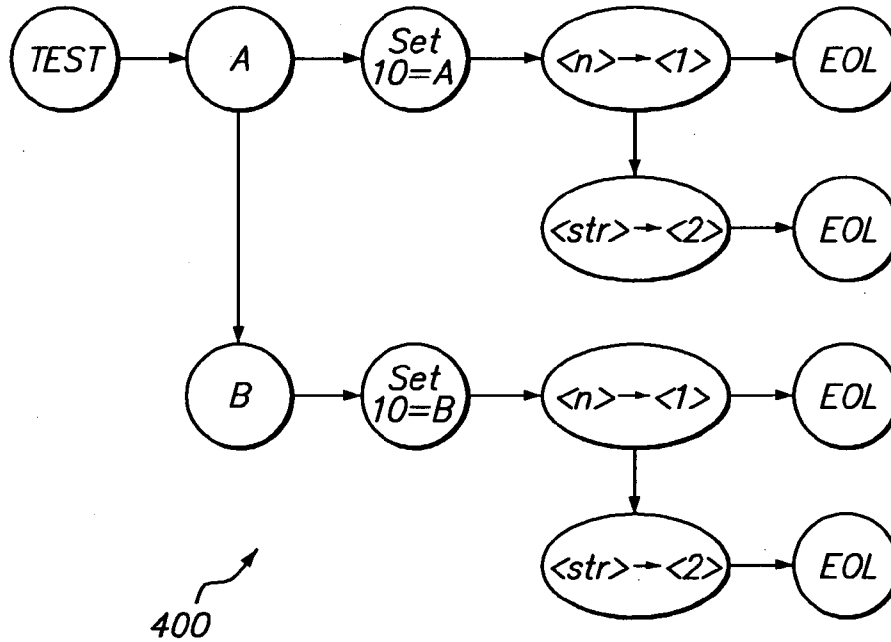 TEST
A
Set
10=A
<n>→<1>
EOL
<str>→<2>
EOL
B
Set
10=B
<n>→<1>
EOL
<str>→<2>
EOL
400